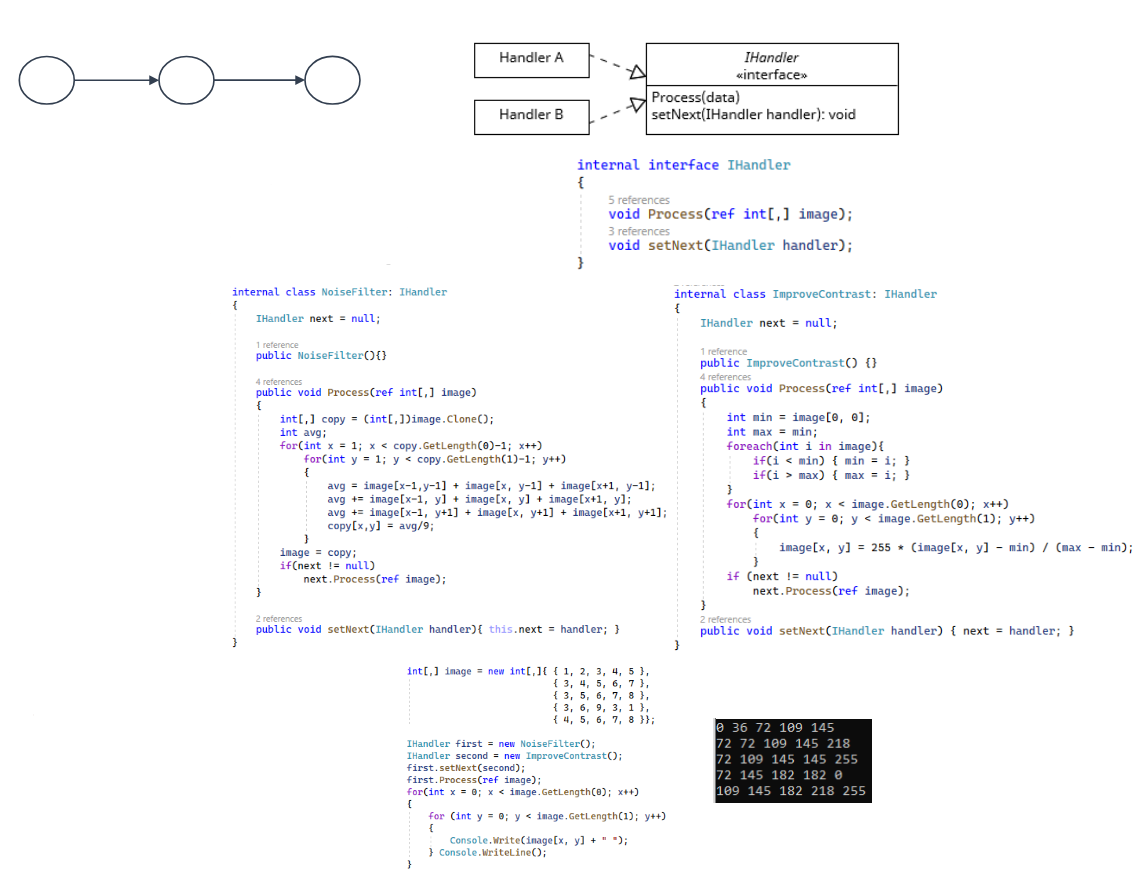 Handler A
Handler B
IHandler
«interface»
Process(data)
setNext(IHandler handler): void
internal interface IHandler
{
5 references
void Process(ref int[,] image);
3 references
void setNext(IHandler handler);
}
internal class NoiseFilter: IHandler
{
IHandler next = null;
1 reference
public NoiseFilter(){}
4 references
public void Process(ref int[,] image)
{
int[,] copy = (int[,])image.Clone();
int avg;
for(int x = 1; x < copy.GetLength(0)-1; x++)
for(int y = 1; y < copy.GetLength(1)-1; y++)
{
avg = image[x-1,y-1] + image[x, y-1] + image[x+1, y-1];
avg += image[x-1, y] + image[x, y] + image[x+1, y];
avg += image[x-1, y+1] + image[x, y+1] + image[x+1, y+1];
copy[x,y] = avg/9;
}
image = copy;
if(next != null)
next.Process(ref image);
}
2 references
public void setNext(IHandler handler){ this.next = handler; }
}
internal class ImproveContrast: IHandler
{
IHandler next = null;
1 reference
public ImproveContrast() {}
4 references
public void Process(ref int[,] image)
{
int min = image[0, 0];
int max = min;
foreach(int i in image){
if(i < min) { min = i; }
if(i > max) { max = i; }
}
for(int x = 0; x < image.GetLength(0); x++)
for(int y = 0; y < image.GetLength(1); y++)
{
image[x, y] = 255 * (image[x, y] - min) / (max - min);
}
if (next != null)
next.Process(ref image);
}
2 references
public void setNext(IHandler handler) { next = handler; }
}
int[,] image = new int[,]{ { 1, 2, 3, 4, 5 },
{ 3, 4, 5, 6, 7 },
{ 3, 5, 6, 7, 8 },
{ 3, 6, 9, 3, 1 },
{ 4, 5, 6, 7, 8 }};
IHandler first = new NoiseFilter();
IHandler second = new ImproveContrast();
first.setNext(second);
first.Process(ref image);
for(int x = 0; x < image.GetLength(0); x++)
{
for (int y = 0; y < image.GetLength(1); y++)
{
Console.Write(image[x, y] + " ");
} Console.WriteLine();
}
0 36 72 109 145
72 72 109 145 218
72 109 145 145 255
72 145 182 182 0
109 145 182 218 255